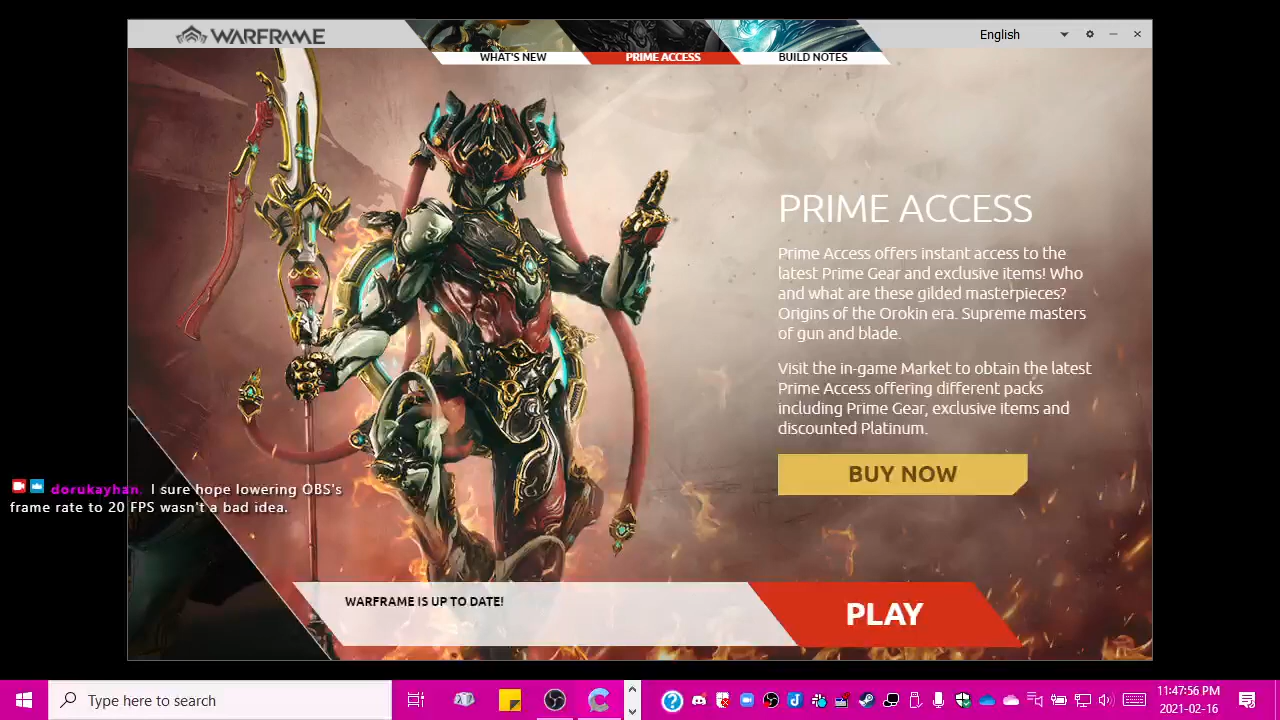 WARFRAME
English
WHAT'S NEW
PRIME ACCESS
BUILD NOTES
PRIME ACCESS
Prime Access offers instant access to the
latest Prime Gear and exclusive items! Who
and what are these gilded masterpieces?
Origins of the Orokin era. Supreme masters
of gun and blade.
Visit the in-game Market to obtain the latest
Prime Access offering different packs
including Prime Gear, exclusive items and
discounted Platinum.
BUY NOW
dorukayhan: I sure hope lowering OBS's
frame rate to 20 FPS wasn't a bad idea.
WARFRAME IS UP TO DATE!
PLAY
Type here to search
11:47:56 PM
2021-02-16